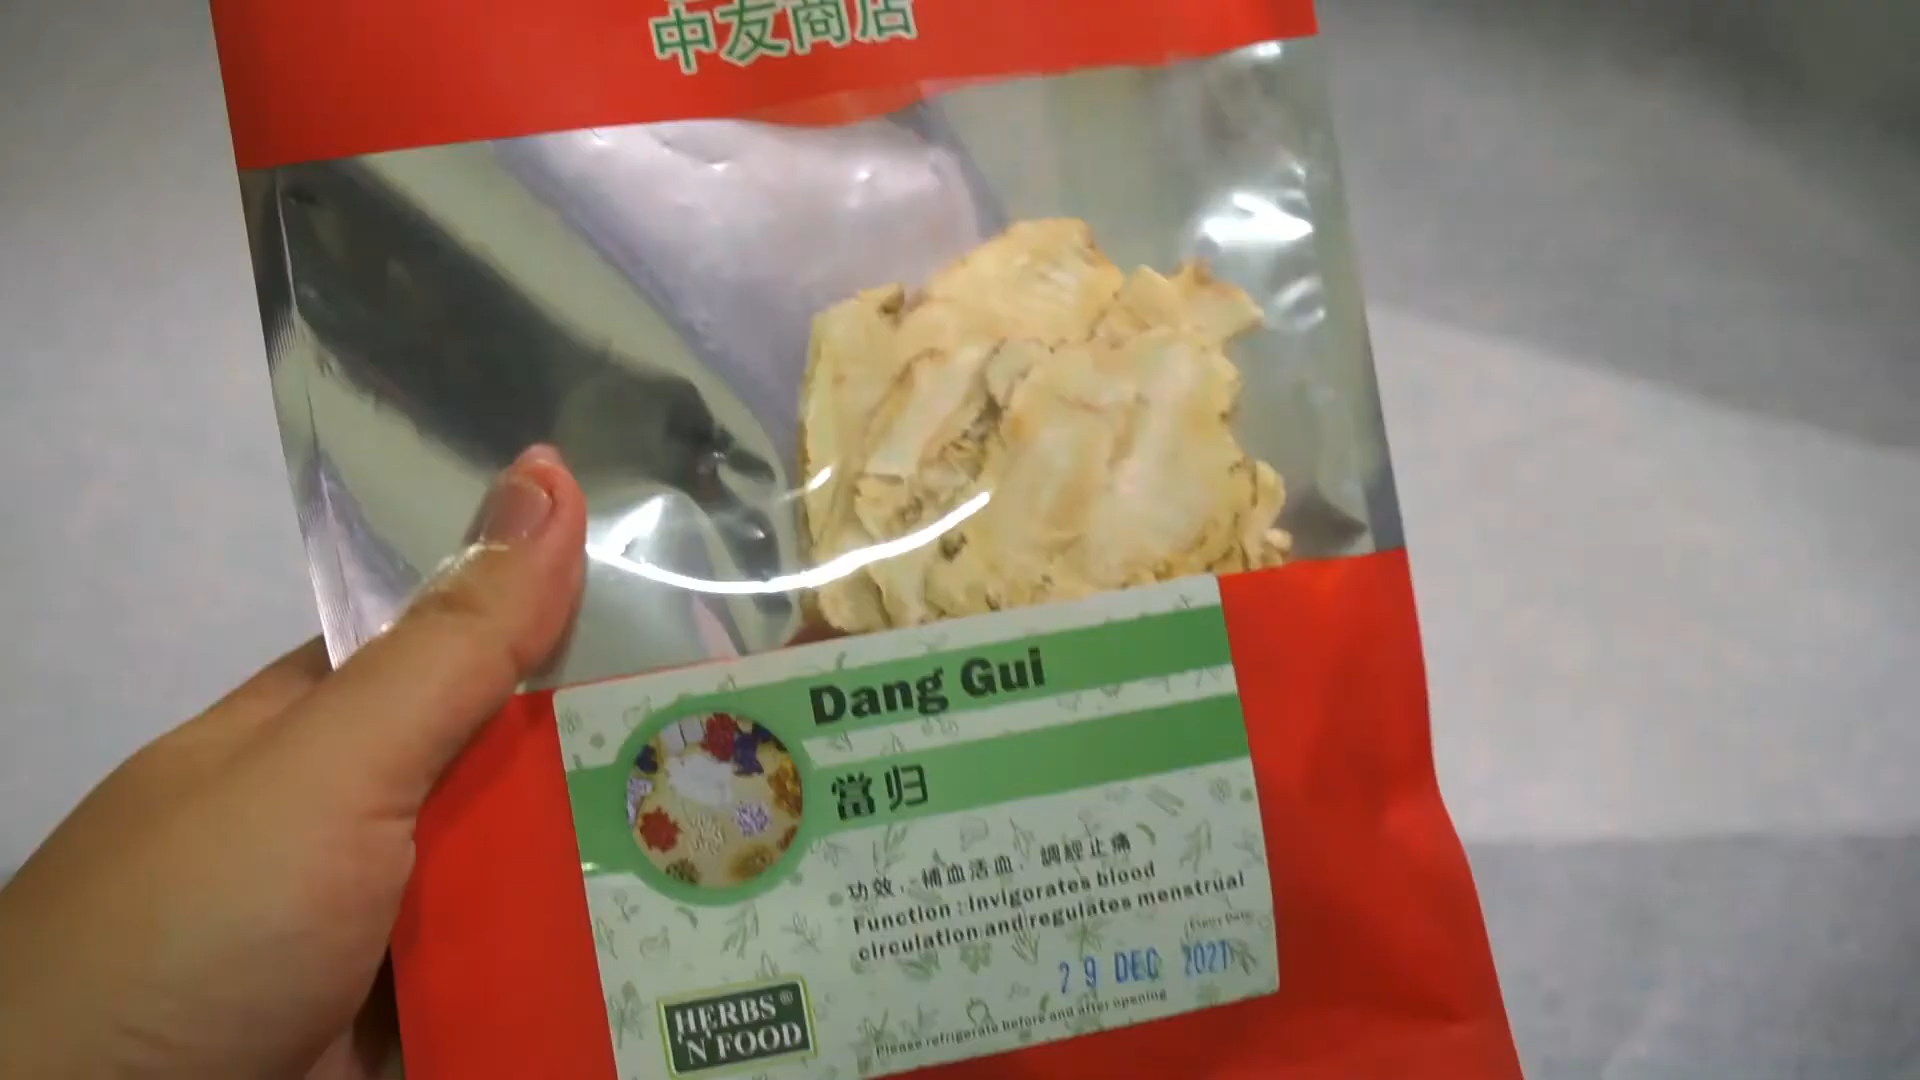 中友商店
Dang Gui
當归
功效：補血活血，調經止痛
Function : Invigorates blood
circulation and regulates menstrual
Expiry Date
29 DEC 2021
Please refrigerate before and after opening
HERBS ®
'N FOOD